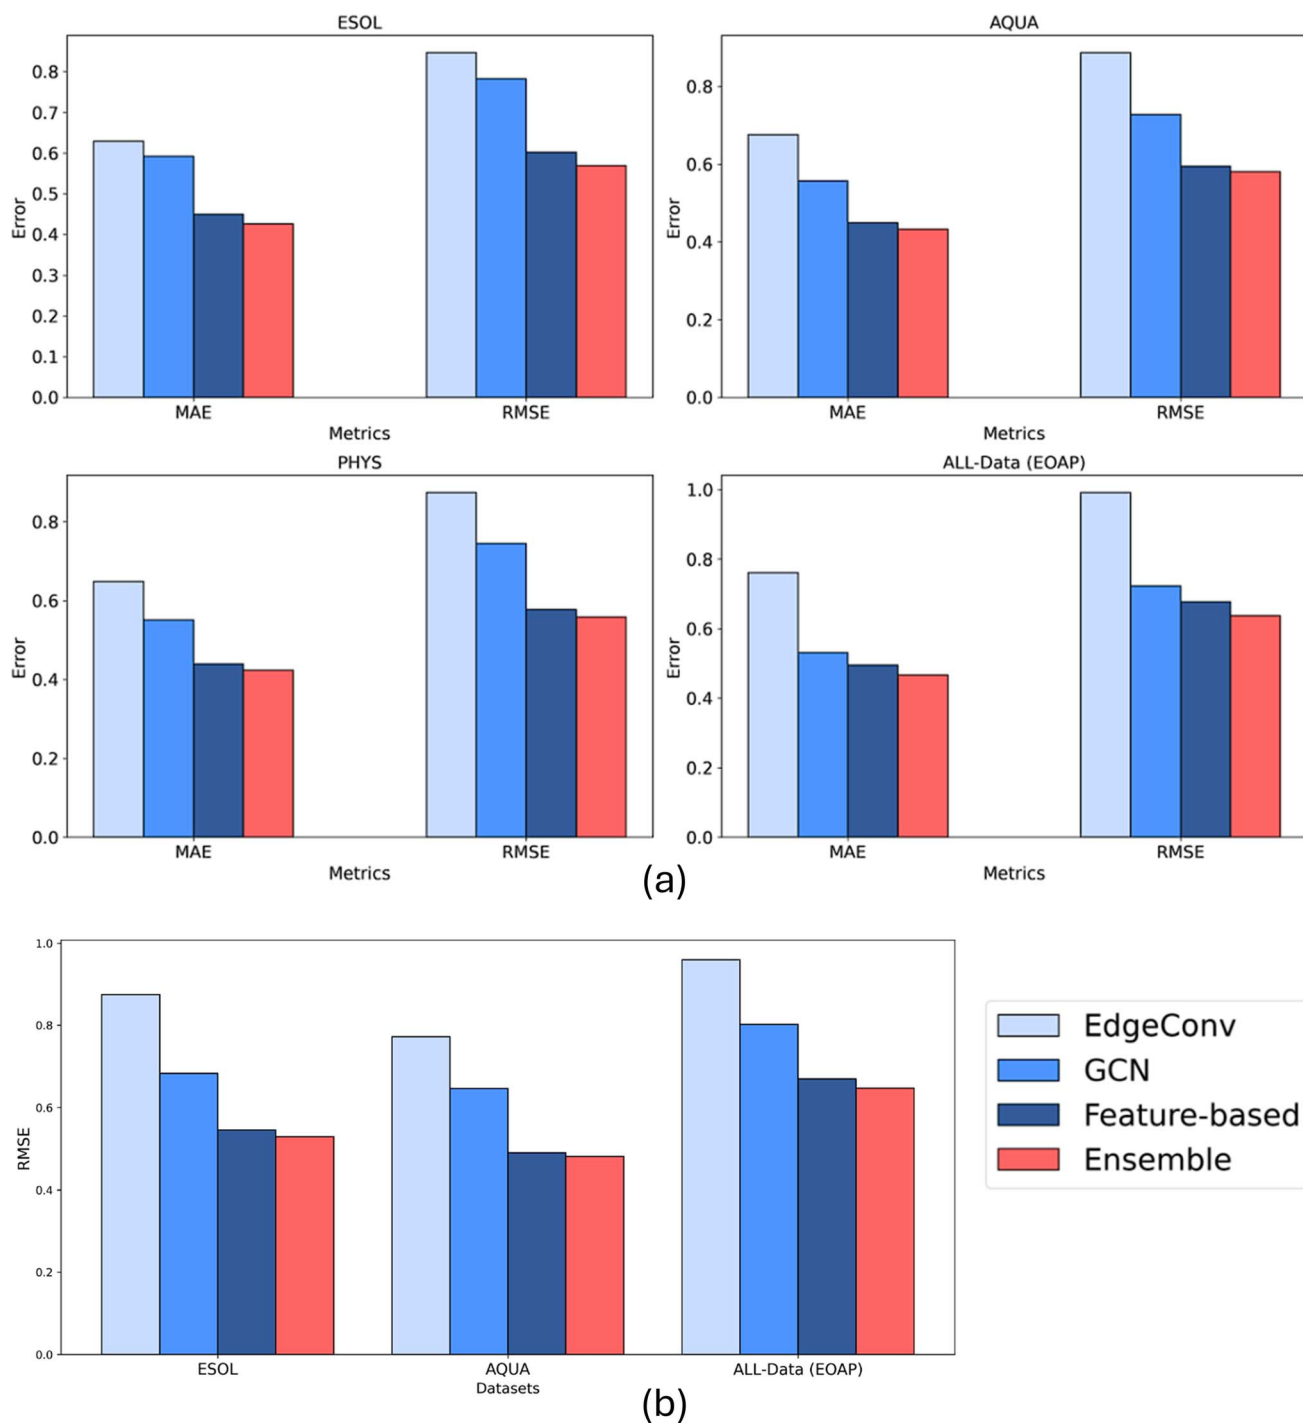 ESOL
0.8
0.7
0.6
0.5
0.4
0.3
0.2
0.1
0.0
Error
MAE
RMSE
Metrics
AQUA
0.8
0.6
0.4
0.2
0.0
Error
MAE
RMSE
Metrics
PHYS
0.8
0.6
0.4
0.2
0.0
Error
MAE
RMSE
Metrics
ALL-Data (EOAP)
1.0
0.8
0.6
0.4
0.2
0.0
Error
MAE
RMSE
Metrics
(a)
1.0
0.8
0.6
0.4
0.2
0.0
RMSE
ESOL
AQUA
ALL-Data (EOAP)
Datasets
EdgeConv
GCN
Feature-based
Ensemble
(b)